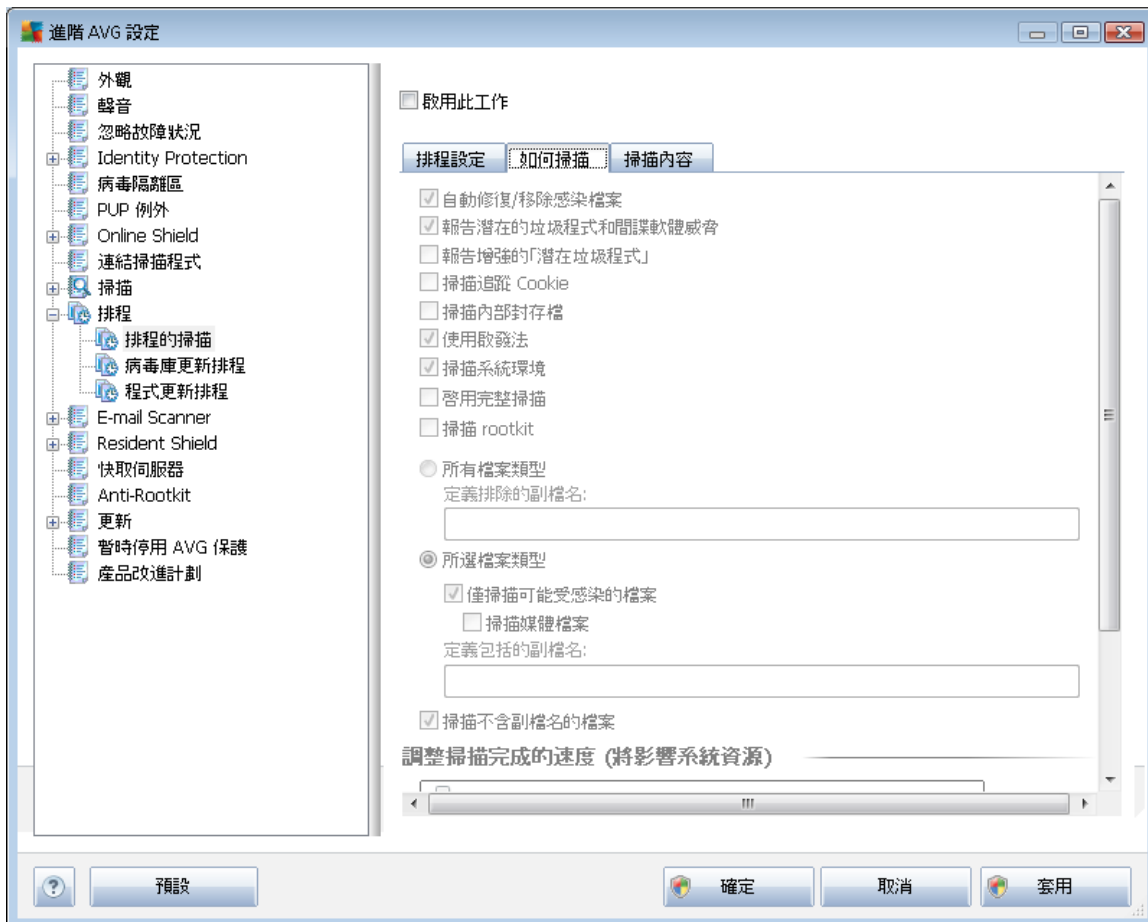 進階 AVG 設定
外觀
聲音
忽略故障狀況
Identity Protection
病毒隔離區
PUP 例外
Online Shield
連結掃描程式
掃描
排程
排程的掃描
病毒庫更新排程
程式更新排程
E-mail Scanner
Resident Shield
快取伺服器
Anti-Rootkit
更新
暫時停用 AVG 保護
產品改進計劃
啟用此工作
排程設定 如何掃描 掃描內容
自動修復/移除感染檔案
報告潛在的垃圾程式和間諜軟體威脅
報告增強的「潛在垃圾程式」
掃描追蹤 Cookie
掃描內部封存檔
使用啟發法
掃描系統環境
啓用完整掃描
掃描 rootkit
所有檔案類型
定義排除的副檔名:
所選檔案類型
僅掃描可能受感染的檔案
掃描媒體檔案
定義包括的副檔名:
掃描不含副檔名的檔案
調整掃描完成的速度 (將影響系統資源)
? 預設 確定 取消 套用